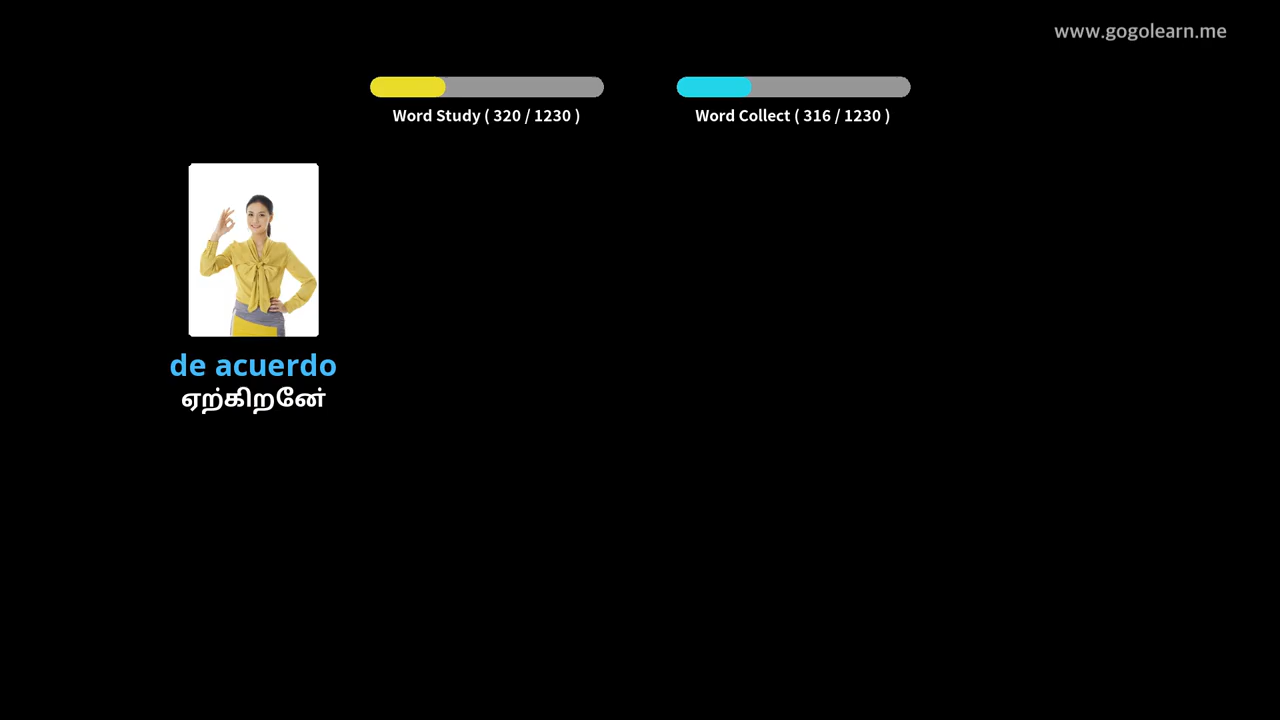 www.gogolearn.me
Word Study ( 320 / 1230 )
Word Collect ( 316 / 1230 )
de acuerdo
ஏற்கிறனே்